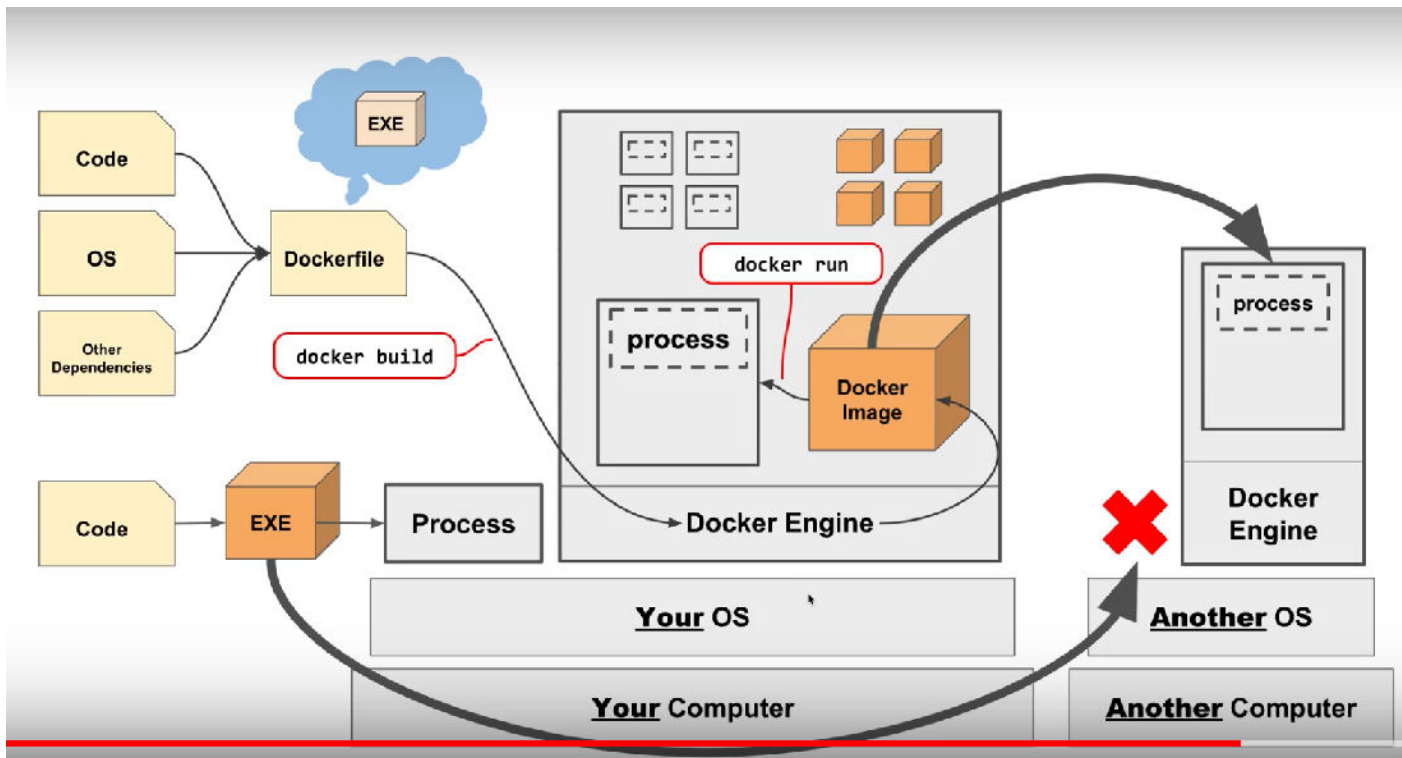 EXE
Code
OS
Other
Dependencies
Dockerfile
docker build
docker run
process
Docker
Image
process
Code
EXE
Process
Docker Engine
Docker
Engine
Your OS
Another OS
Your Computer
Another Computer